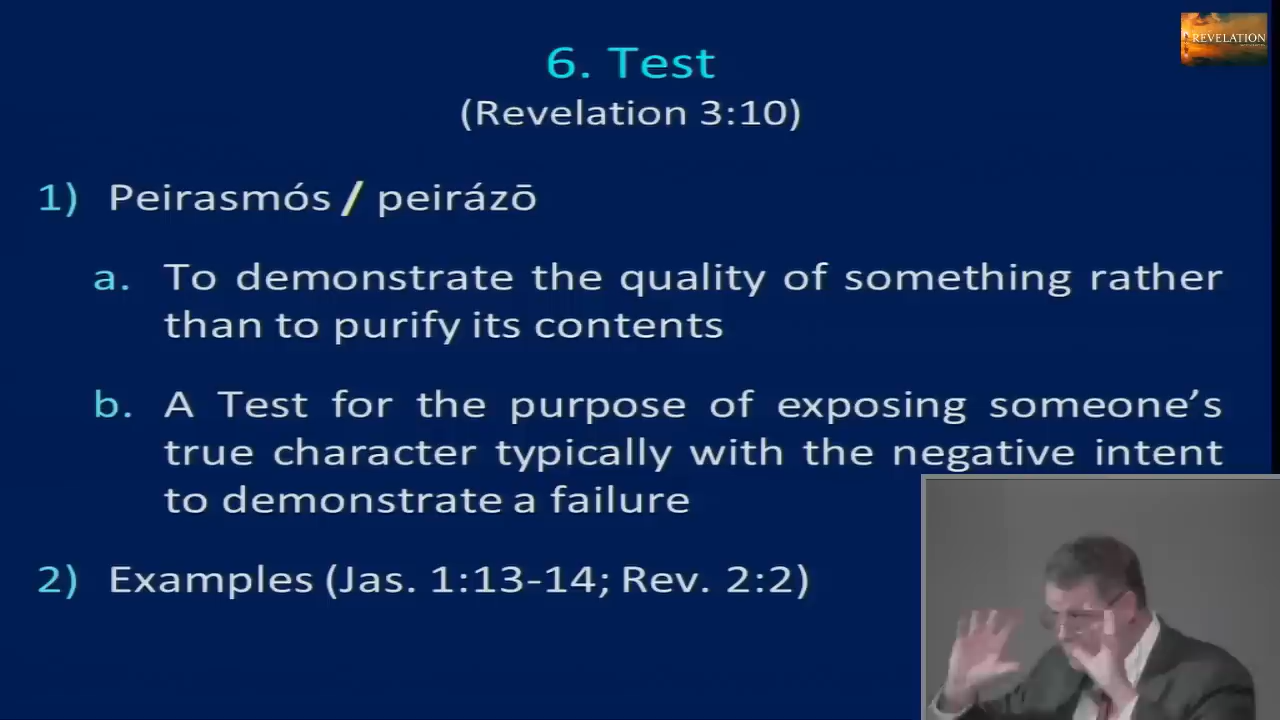 REVELATION
6. Test
(Revelation 3:10)
1) Peirasmós / peirázō
a. To demonstrate the quality of something rather
than to purify its contents
b. A Test for the purpose of exposing someone’s
true character typically with the negative intent
to demonstrate a failure
2) Examples (Jas. 1:13-14; Rev. 2:2)